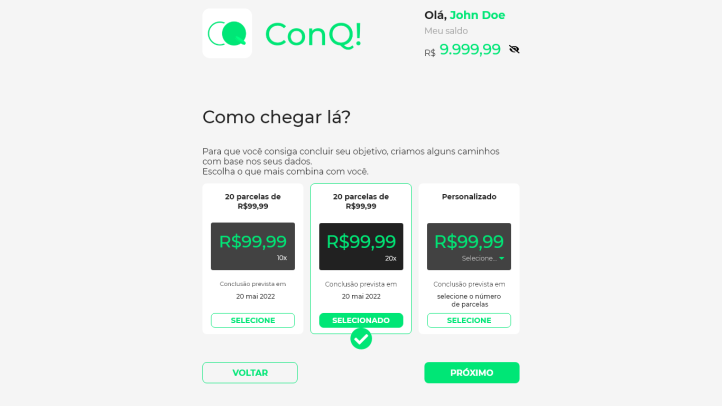 ConQ!
Olá, John Doe
Meu saldo
R$ 9.999,99
Como chegar lá?
Para que você consiga concluir seu objetivo, criamos alguns caminhos
com base nos seus dados.
Escolha o que mais combina com você.
20 parcelas de
R$99,99
R$99,99
10x
Conclusão prevista em
20 mai 2022
SELECIONE
20 parcelas de
R$99,99
R$99,99
20x
Conclusão prevista em
20 mai 2022
SELECIONADO
Personalizado
R$99,99
Selecione...
Conclusão prevista em
selecione o número
de parcelas
SELECIONE
VOLTAR
PRÓXIMO